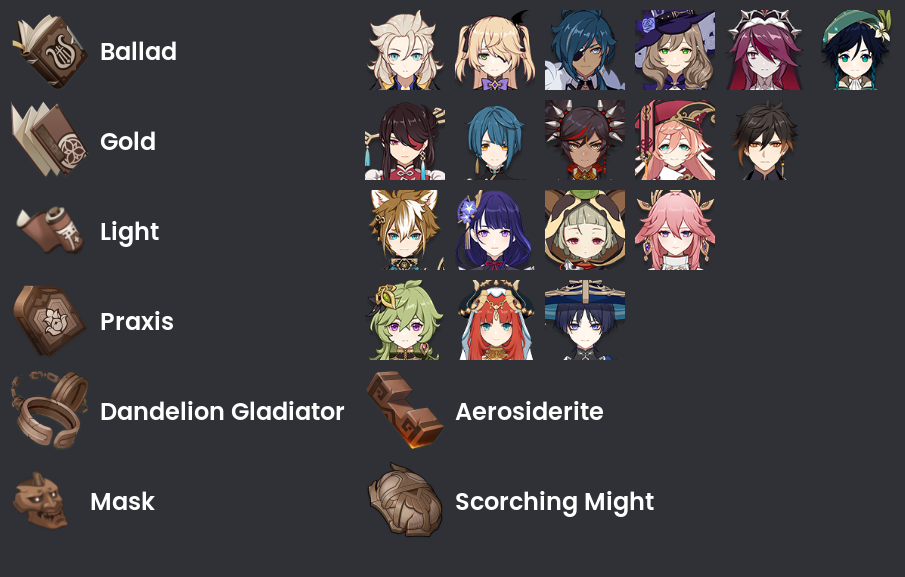 Ballad
Gold
Light
Praxis
Dandelion Gladiator
Aerosiderite
Mask
Scorching Might